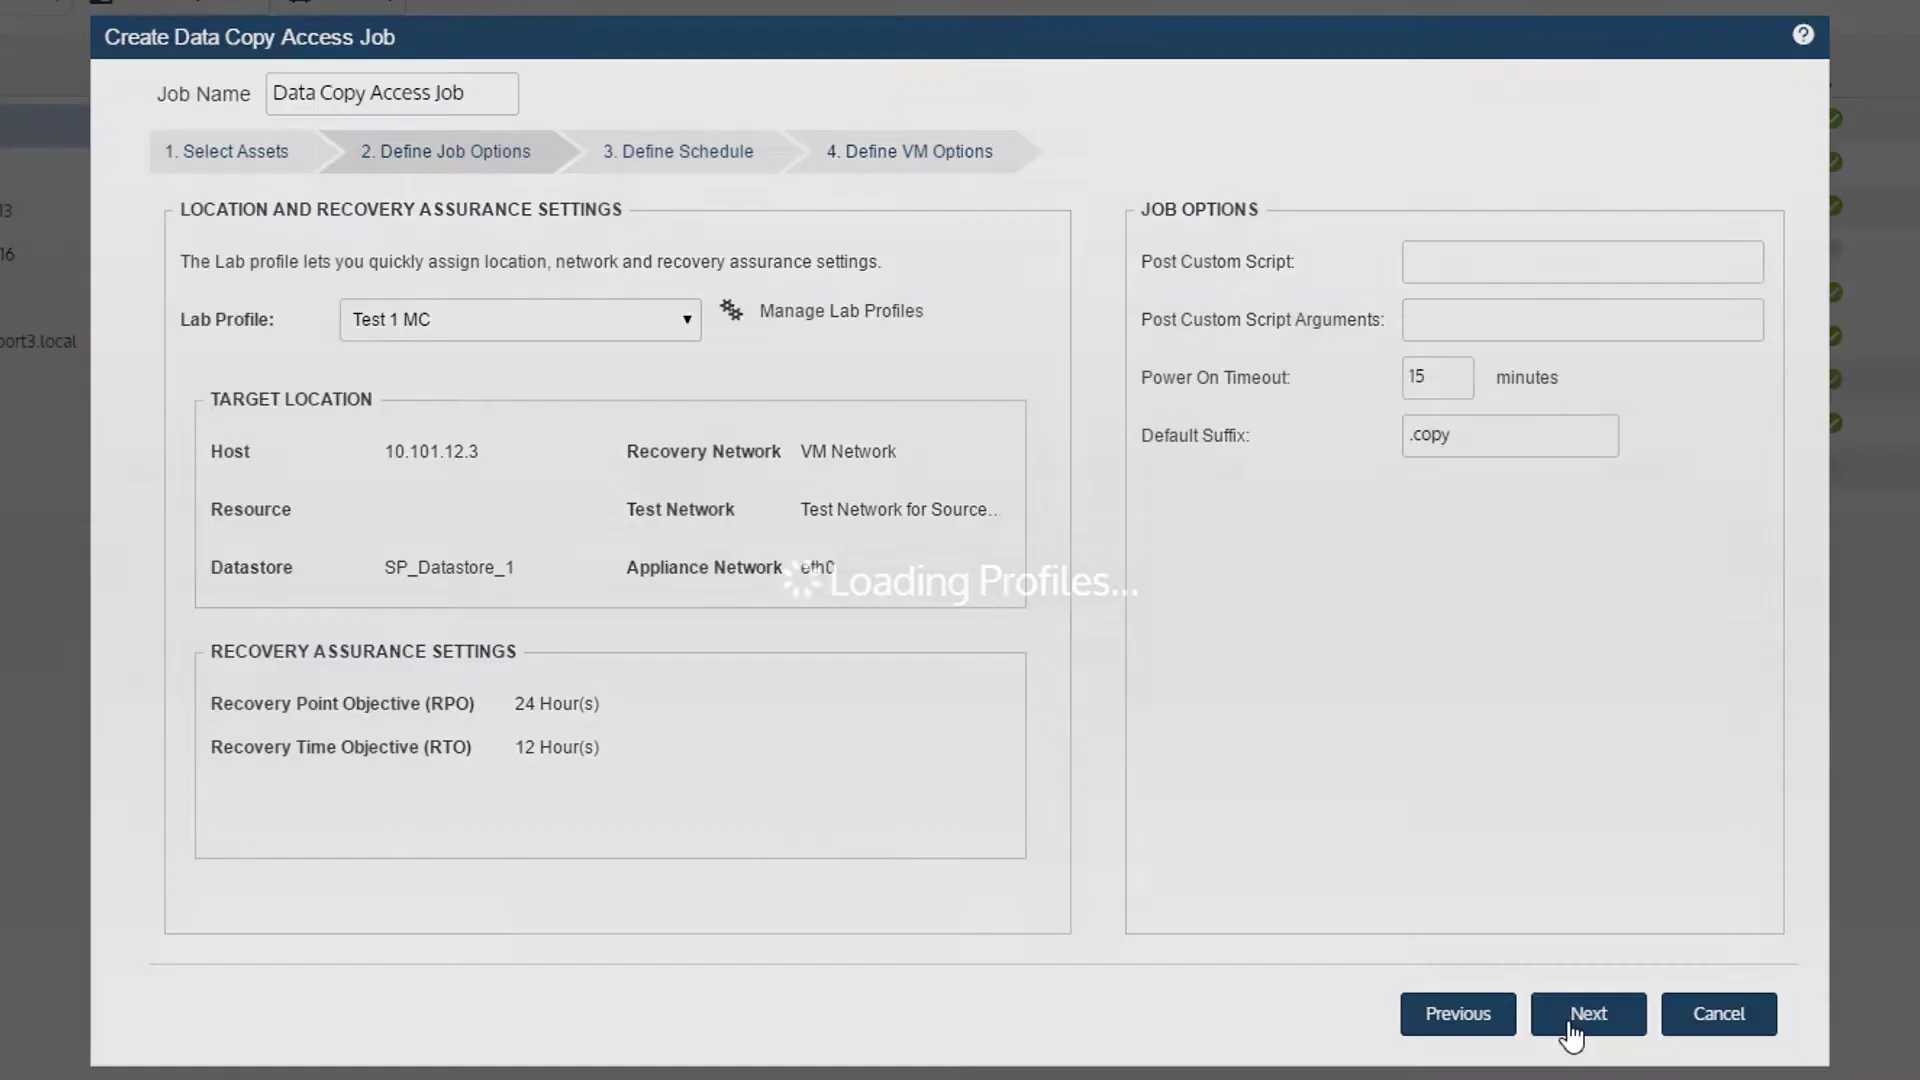 Create Data Copy Access Job
?
Job Name Data Copy Access Job
1. Select Assets 2. Define Job Options 3. Define Schedule 4. Define VM Options
13
16
port3.local
LOCATION AND RECOVERY ASSURANCE SETTINGS
The Lab profile lets you quickly assign location, network and recovery assurance settings.
Lab Profile: Test 1 MC Manage Lab Profiles
TARGET LOCATION
Host 10.101.12.3 Recovery Network VM Network
Resource Test Network Test Network for Source...
Datastore SP_Datastore_1 Appliance Network eth0
Loading Profiles...
RECOVERY ASSURANCE SETTINGS
Recovery Point Objective (RPO) 24 Hour(s)
Recovery Time Objective (RTO) 12 Hour(s)
JOB OPTIONS
Post Custom Script:
Post Custom Script Arguments:
Power On Timeout: 15 minutes
Default Suffix: .copy
Previous Next Cancel